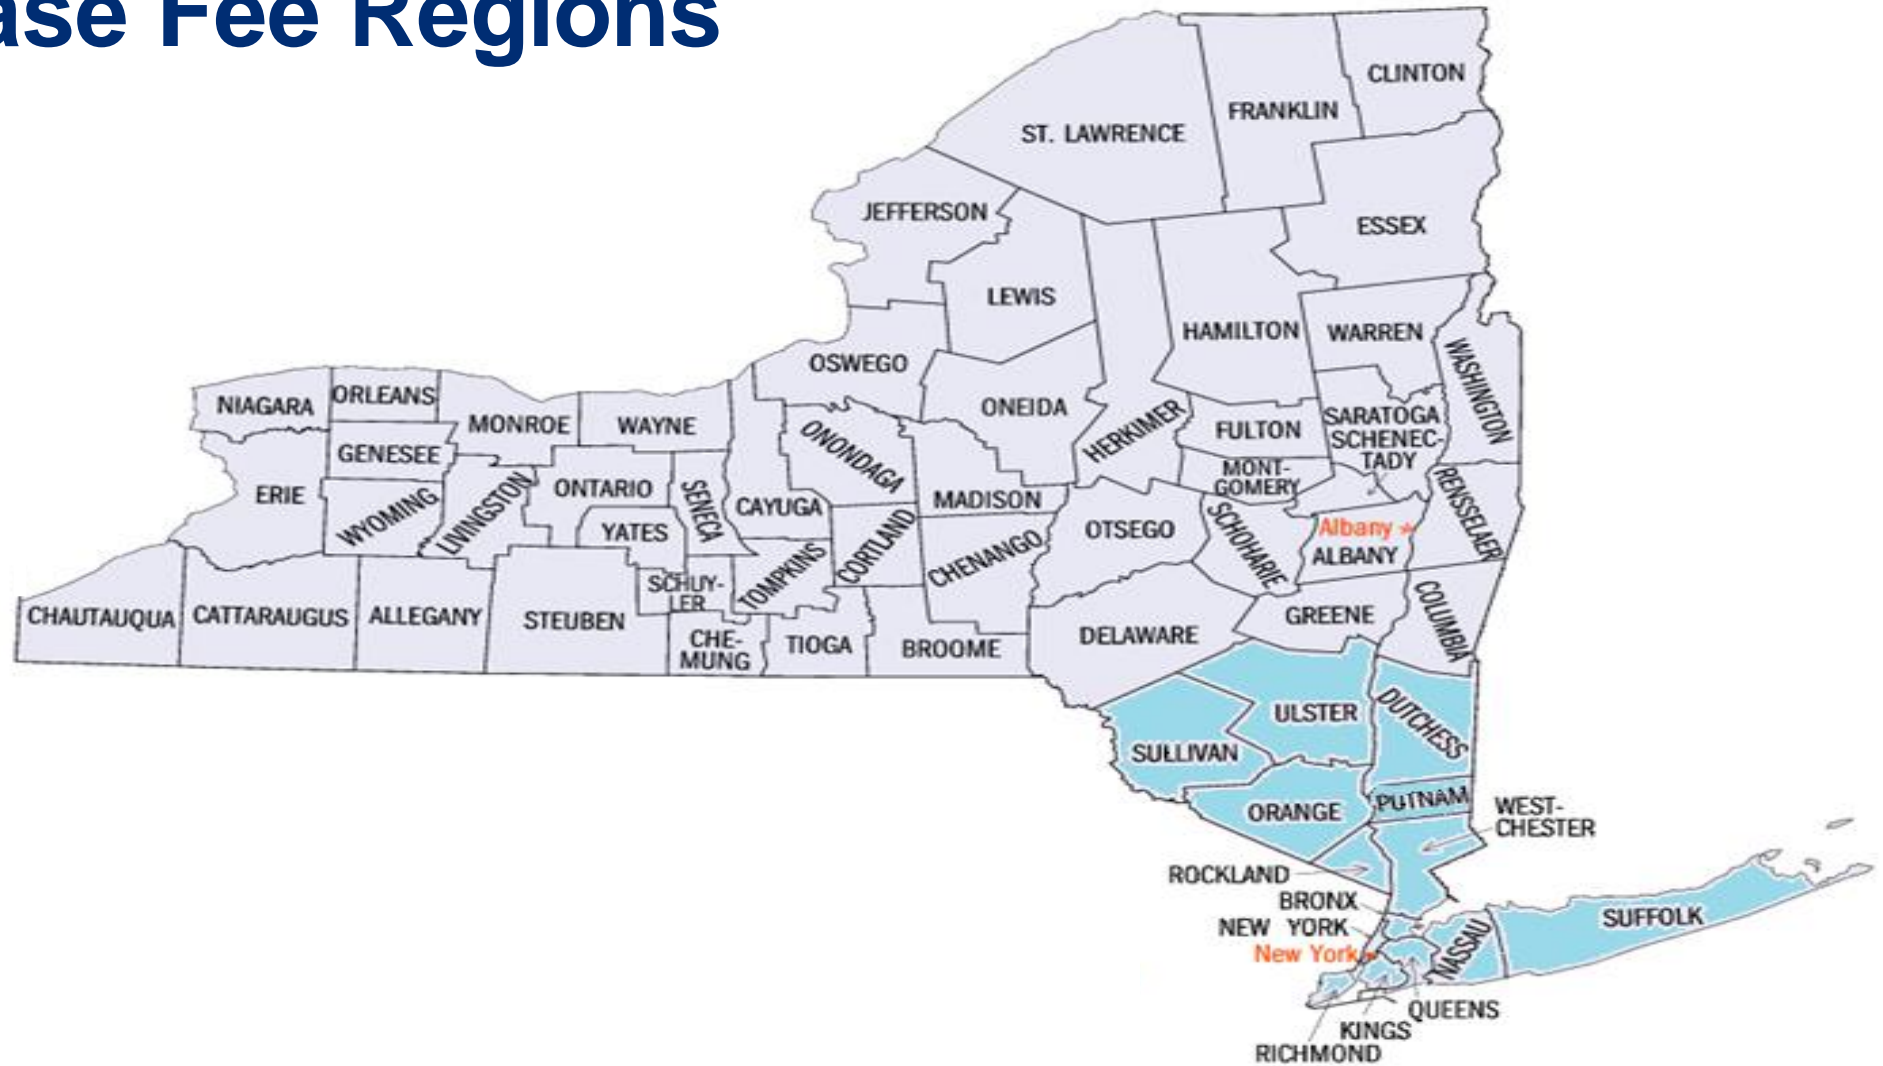 ase Fee Regions
CLINTON
FRANKLIN
ST. LAWRENCE
JEFFERSON
ESSEX
LEWIS
HAMILTON
WARREN
WASHINGTON
OSWEGO
NIAGARA
ORLEANS
MONROE
WAYNE
ONEIDA
HERKIMER
FULTON
SARATOGA
SCHENEC-
TADY
GENESEE
ONONDAGA
MONT-
GOMERY
ERIE
WYOMING
LIVINGSTON
ONTARIO
SENECA
CAYUGA
MADISON
RENSSELAER
YATES
CORTLAND
CHENANGO
OTSEGO
SCHOHARIE
Albany
ALBANY
CHAUTAUQUA
CATTARAUGUS
ALLEGANY
STEUBEN
SCHUY-
LER
TOMPKINS
CHE-
MUNG
TIOGA
BROOME
DELAWARE
GREENE
COLUMBIA
ULSTER
DUTCHESS
SULLIVAN
ORANGE
PUTNAM
WEST-
CHESTER
ROCKLAND
BRONX
NEW YORK
New York
NASSAU
SUFFOLK
QUEENS
KINGS
RICHMOND